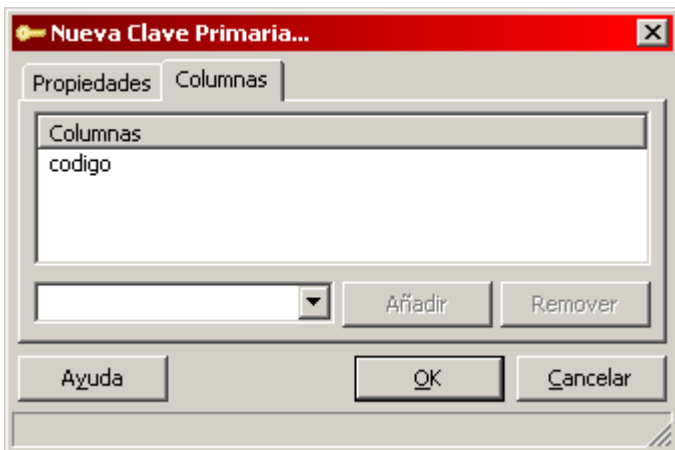 Nueva Clave Primaria...
Propiedades Columnas
Columnas
codigo
Añadir Remover
Ayuda OK Cancelar